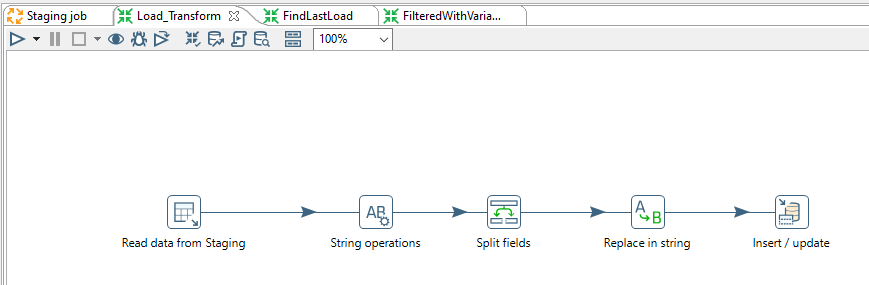 Staging job
Load_Transform
FindLastLoad
FilteredWithVaria...
100%
AB
A
B
Read data from Staging
String operations
Split fields
Replace in string
Insert / update